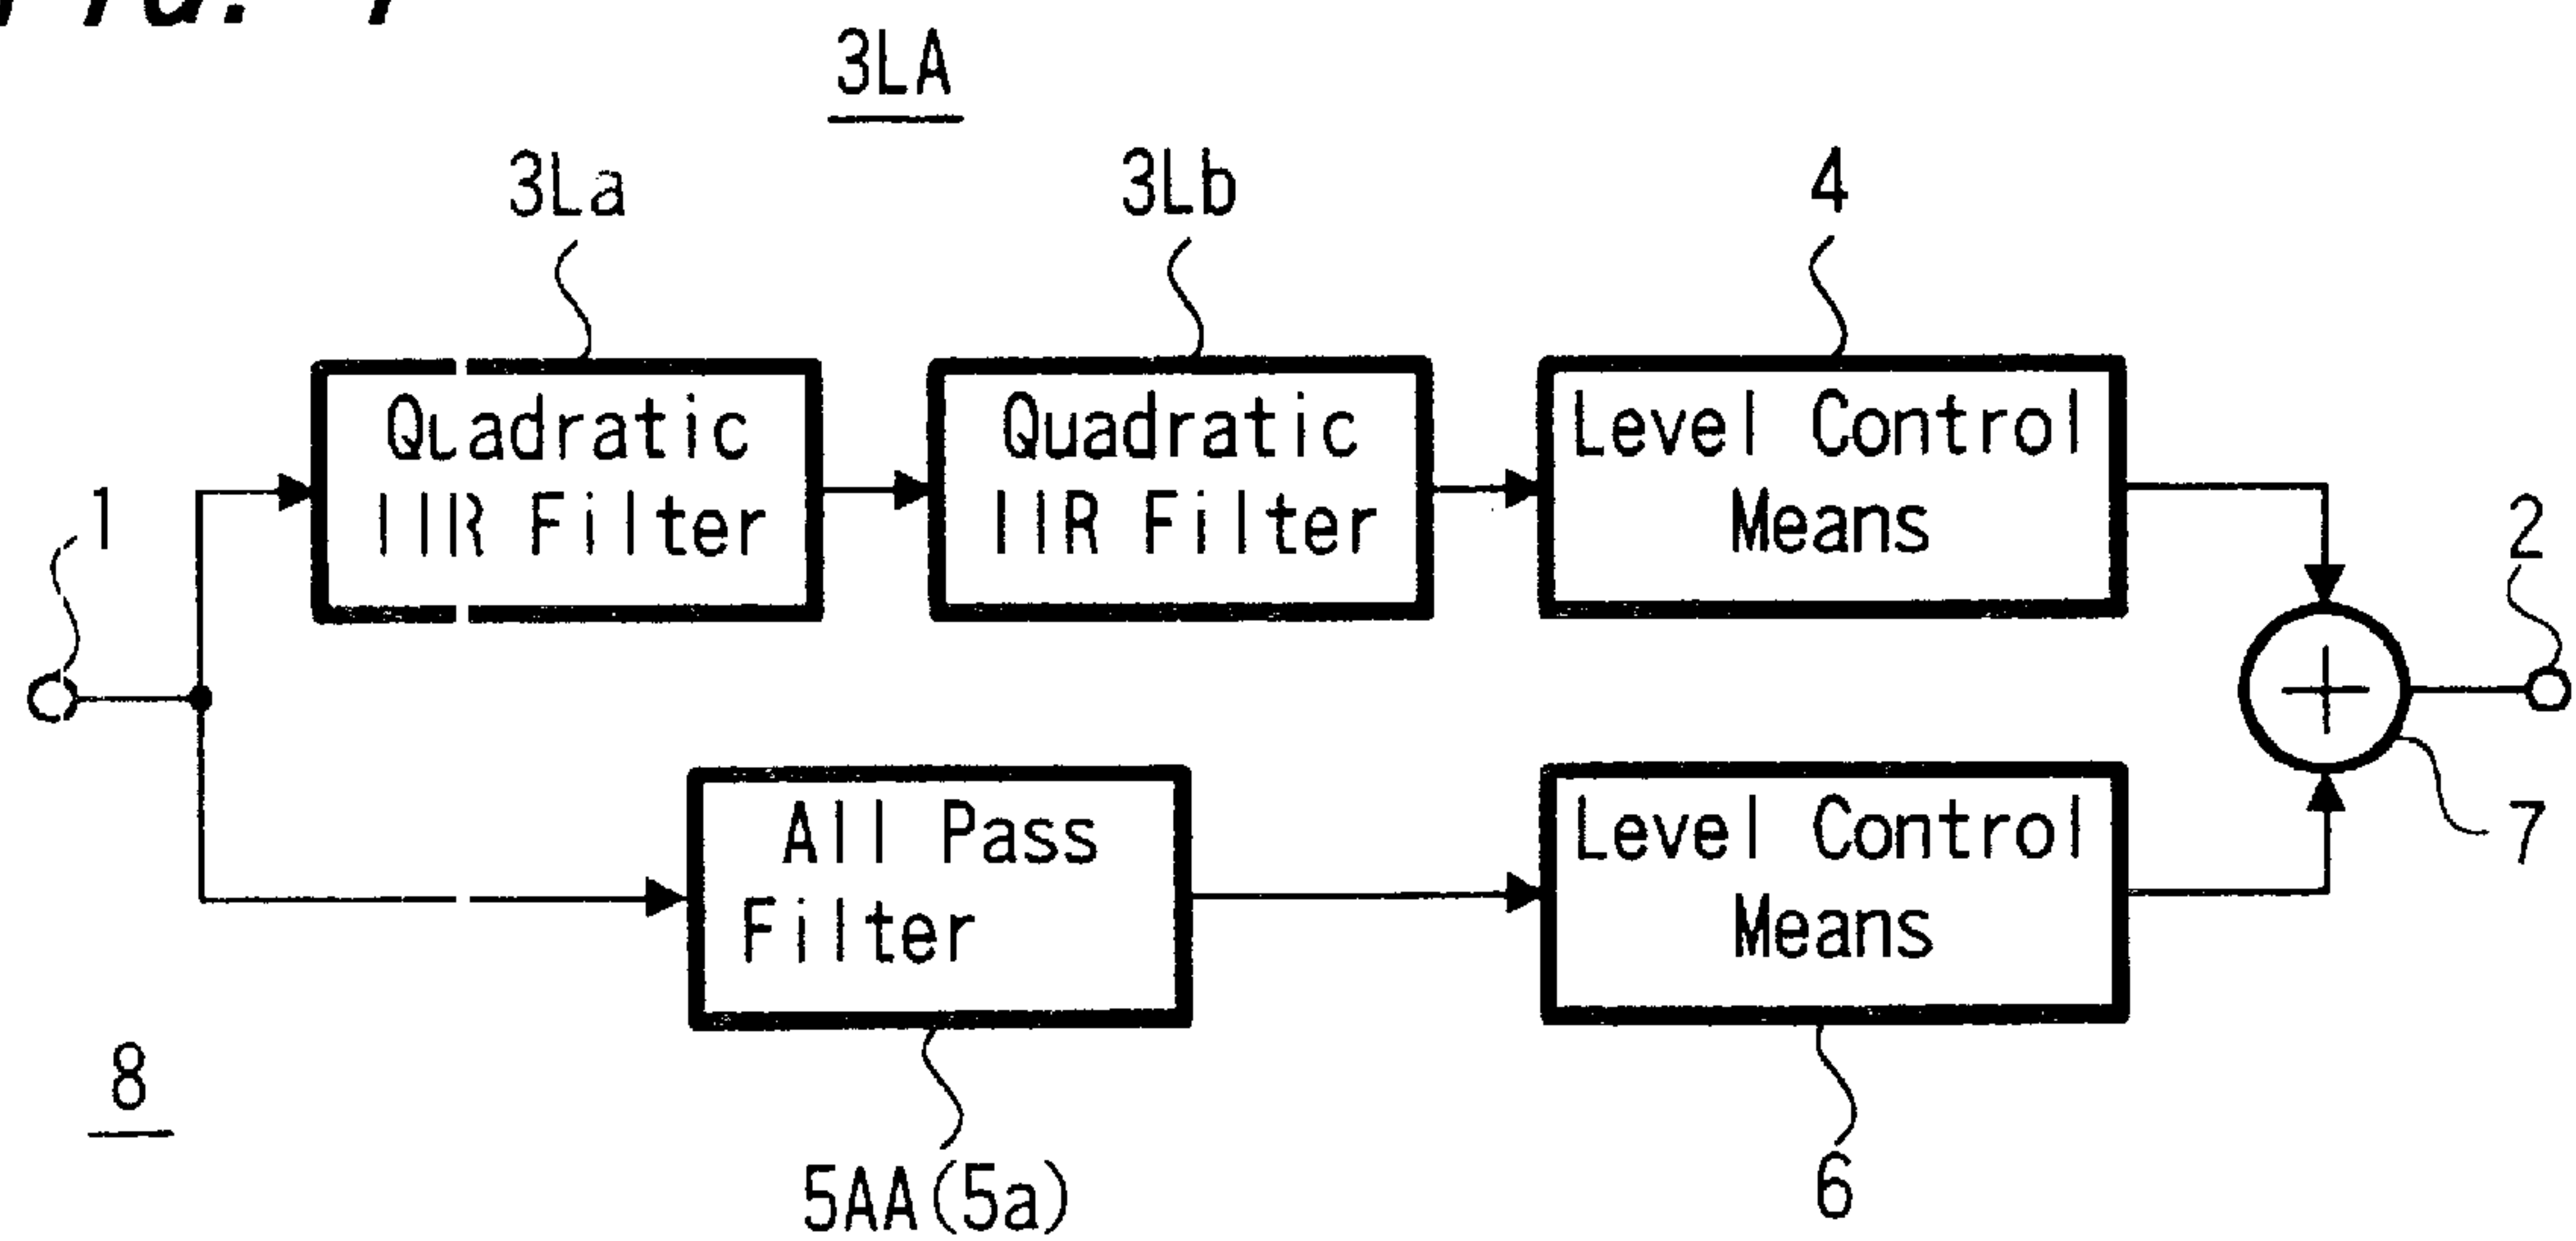 3LA
3La
3Lb
4
Quadratic
IIR Filter
Quadratic
IIR Filter
Level Control
Means
1
2
7
All Pass
Filter
Level Control
Means
8
5AA(5a)
6